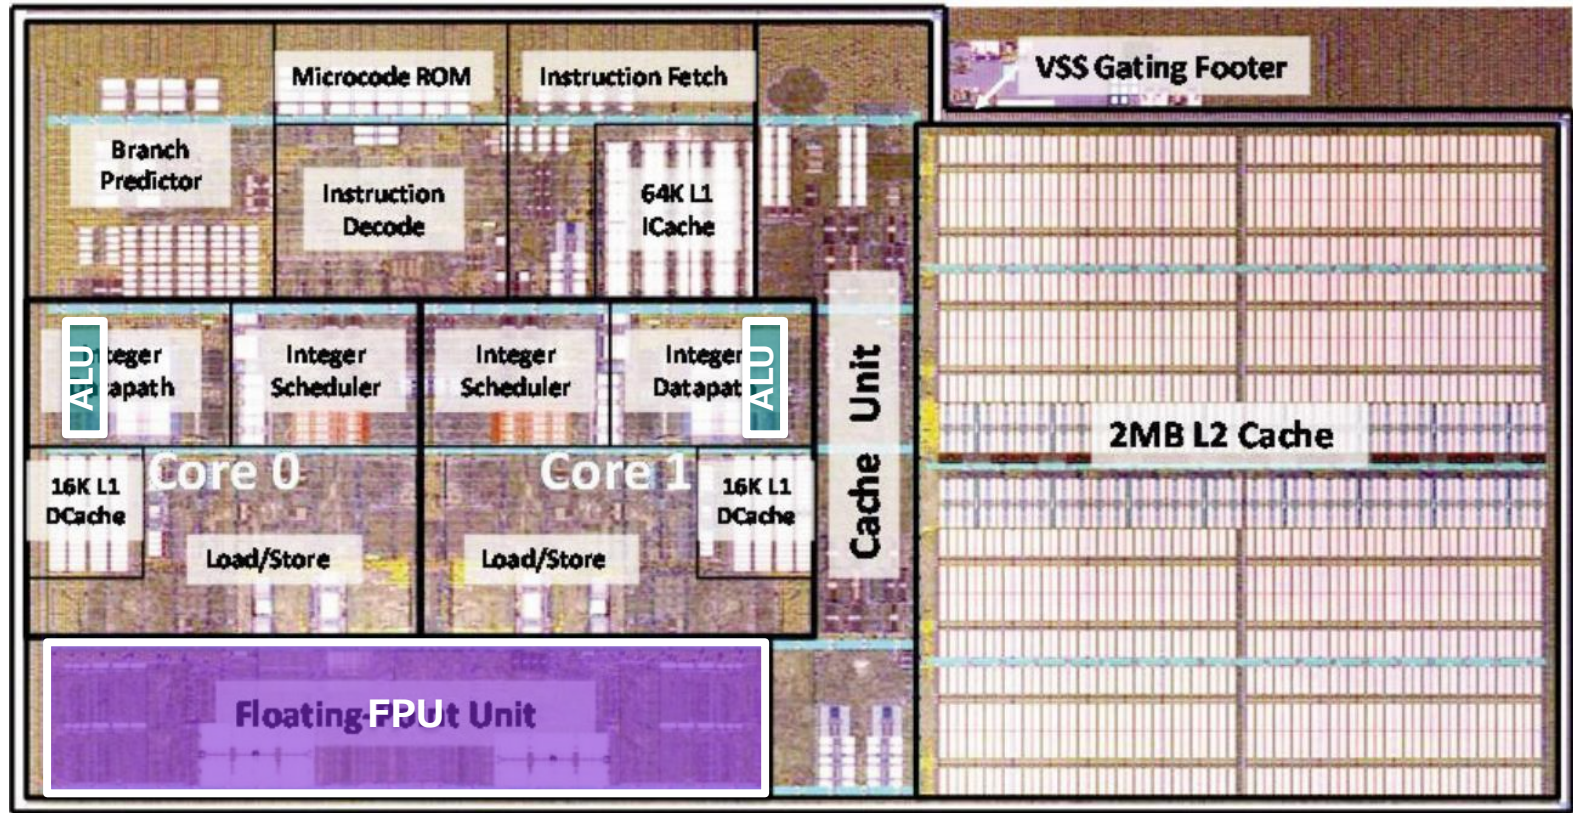 Microcode ROM
Instruction Fetch
VSS Gating Footer
Branch
Predictor
Instruction
Decode
64K L1
ICache
ALU
teger
apath
Integer
Scheduler
Integer
Scheduler
Integer
Datapat
ALU
Cache Unit
2MB L2 Cache
Core 0
Core 1
16K L1
DCache
16K L1
DCache
Load/Store
Load/Store
Floating-Point Unit
FPU